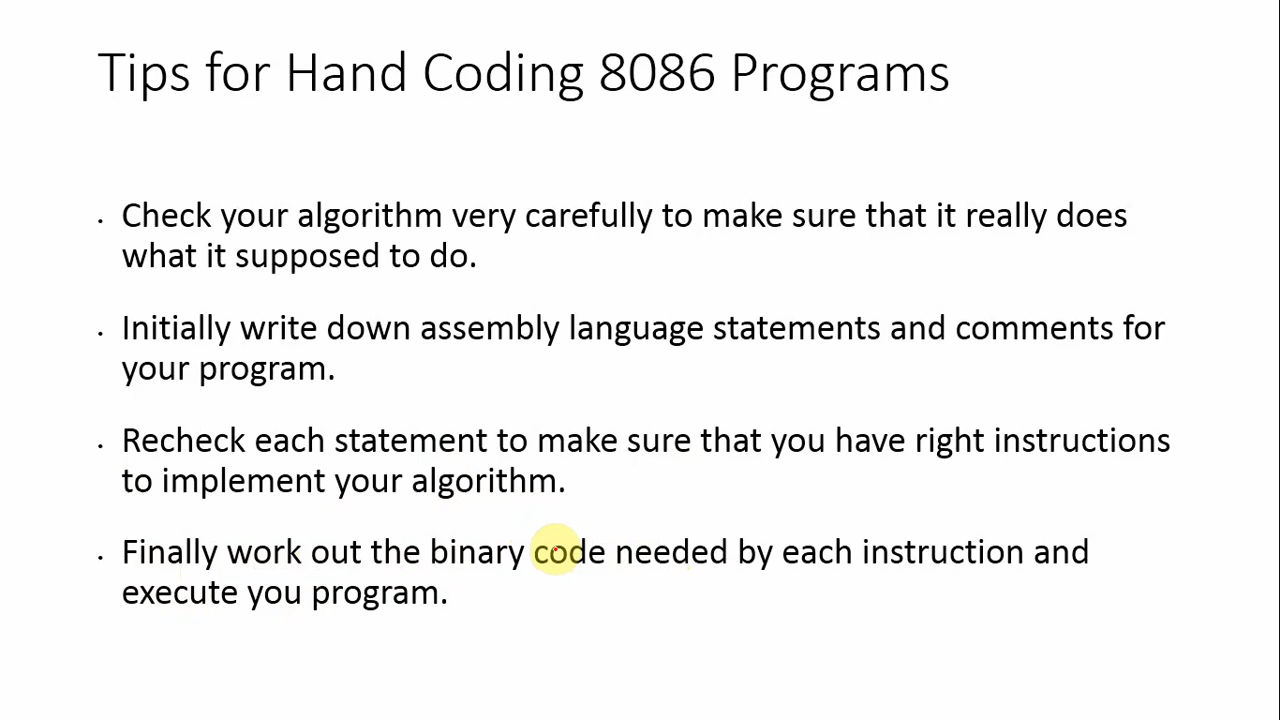 Tips for Hand Coding 8086 Programs
• Check your algorithm very carefully to make sure that it really does
what it supposed to do.
• Initially write down assembly language statements and comments for
your program.
• Recheck each statement to make sure that you have right instructions
to implement your algorithm.
• Finally work out the binary code needed by each instruction and
execute you program.